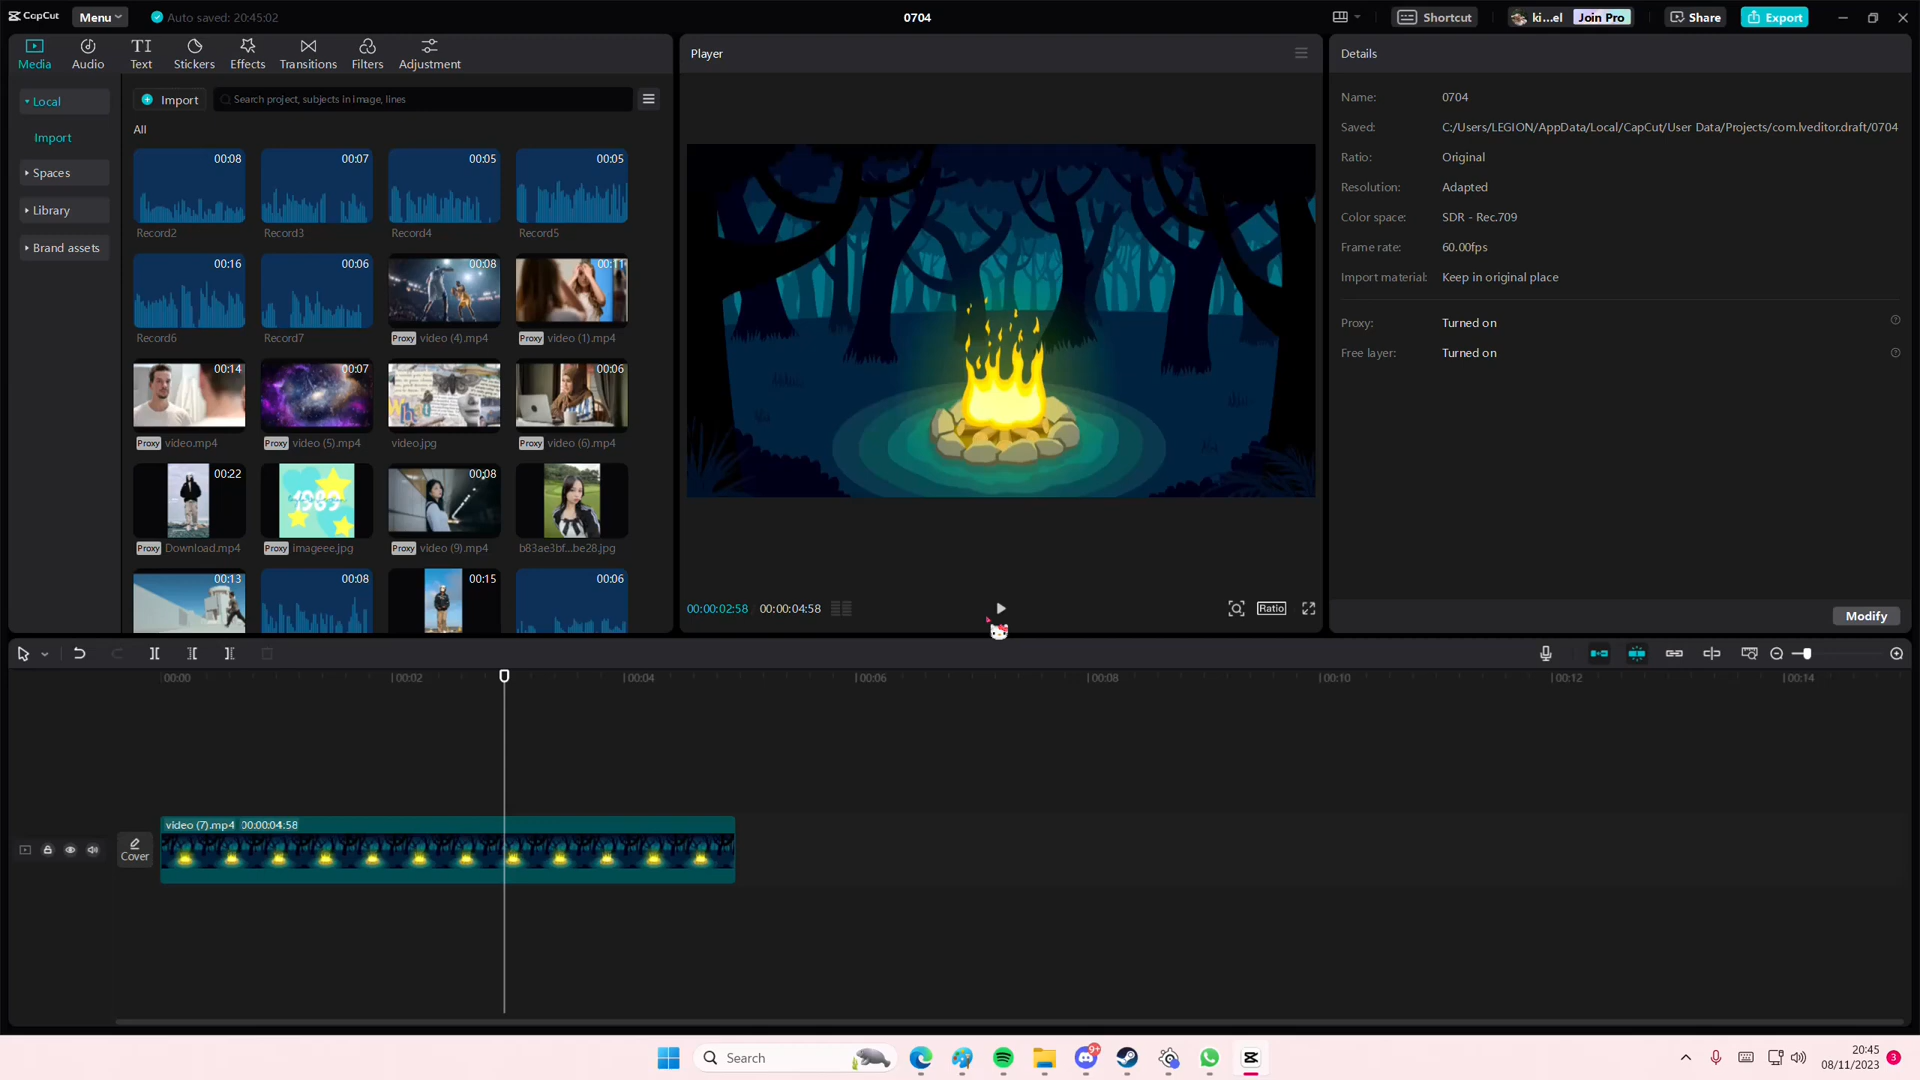 CapCut
Menu
Auto saved: 20:45:02
0704
Shortcut
ki...el
Join Pro
Share
Export
Media
Audio
Text
Stickers
Effects
Transitions
Filters
Adjustment
Local
Import
Spaces
Library
Brand assets
Import
Search project, subjects in image, lines
All
00:08
00:07
00:05
00:05
Record2
Record3
Record4
Record5
00:16
00:06
00:08
00:11
Record6
Record7
Proxy video (4).mp4
Proxy video (1).mp4
00:14
00:07
00:06
Proxy video.mp4
Proxy video (5).mp4
video.jpg
Proxy video (6).mp4
00:22
1989
00:08
Proxy Download.mp4
Proxy imageee.jpg
Proxy video (9).mp4
b83ae3bf...be28.jpg
00:13
00:08
00:15
00:06
Player
00:00:02:58
00:00:04:58
Ratio
Details
Name: 0704
Saved: C:/Users/LEGION/AppData/Local/CapCut/User Data/Projects/com.lveditor.draft/0704
Ratio: Original
Resolution: Adapted
Color space: SDR - Rec.709
Frame rate: 60.00fps
Import material: Keep in original place
Proxy: Turned on
Free layer: Turned on
Modify
00:00
00:02
00:04
00:06
00:08
00:10
00:12
00:14
video (7).mp4 00:00:04:58
Cover
Search
9+
20:45
08/11/2023
3